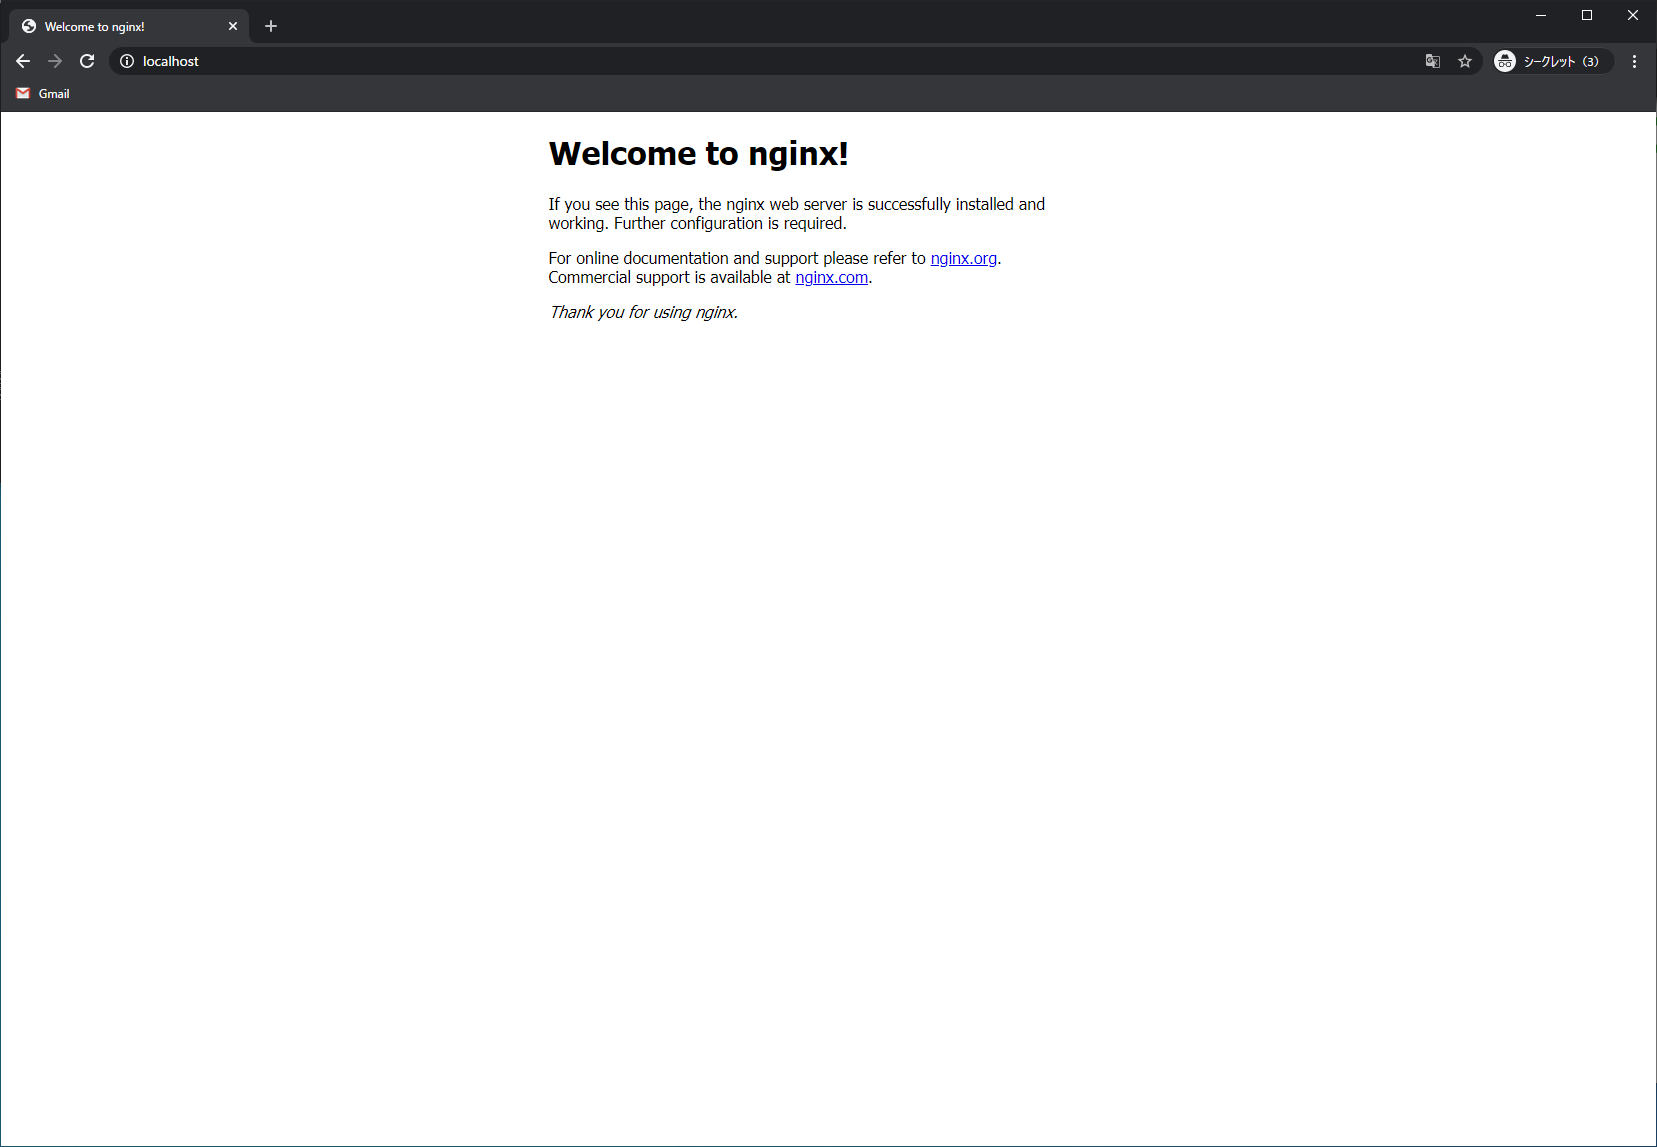 Welcome to nginx!
localhost
シークレット（3）
Gmail
Welcome to nginx!
If you see this page, the nginx web server is successfully installed and
working. Further configuration is required.
For online documentation and support please refer to nginx.org.
Commercial support is available at nginx.com.
Thank you for using nginx.